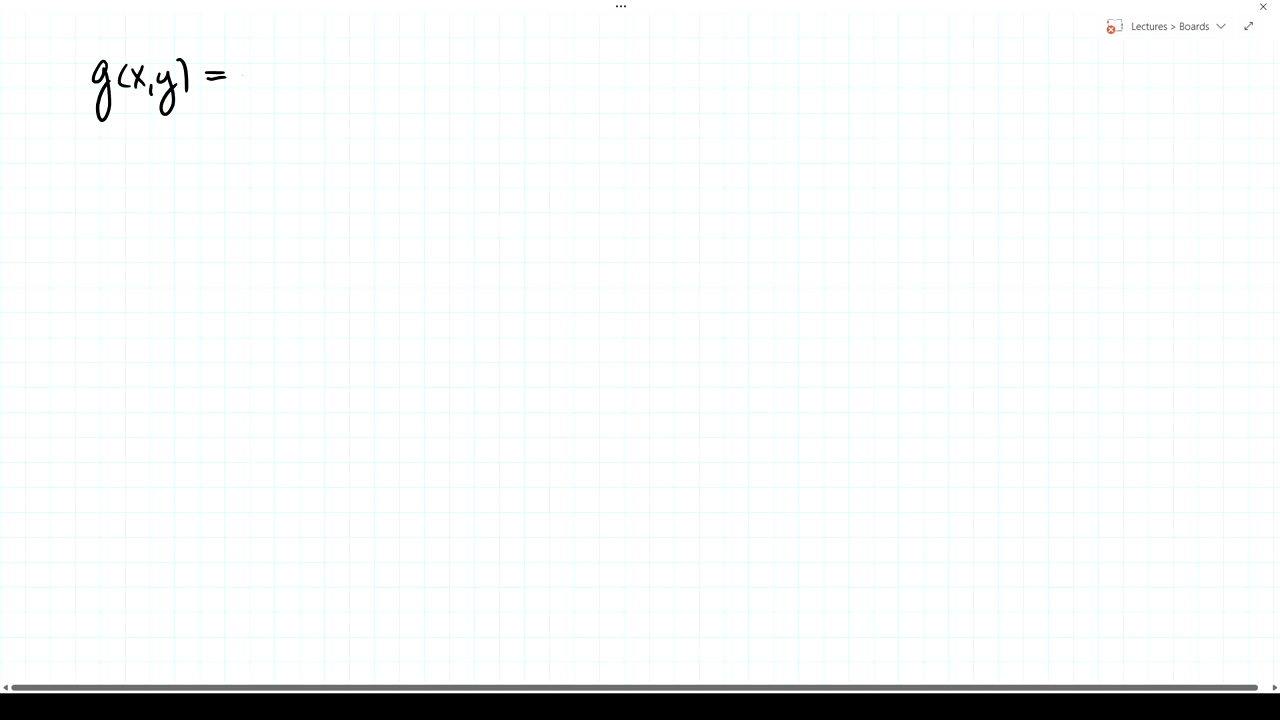 Lectures > Boards
g(x,y) =